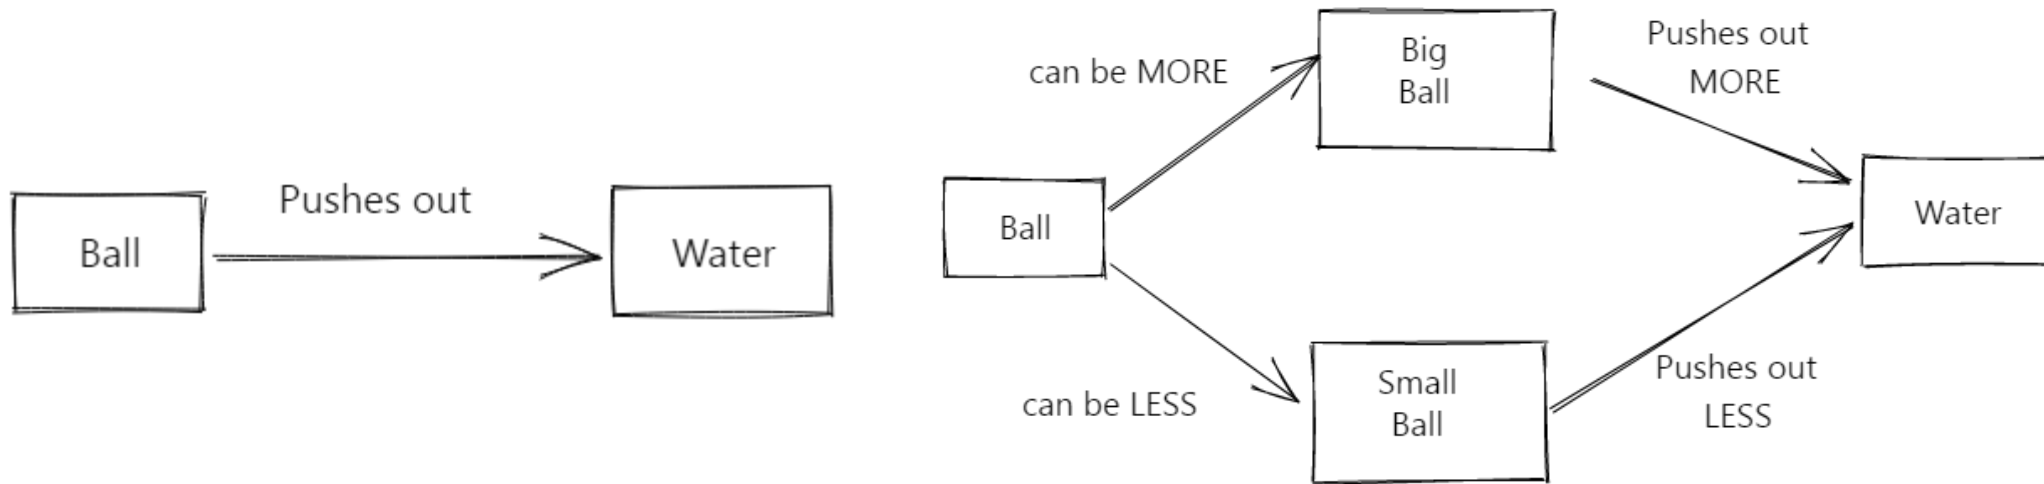 Ball
Pushes out
Water
Ball
can be MORE
Big
Ball
Pushes out
MORE
can be LESS
Small
Ball
Pushes out
LESS
Water